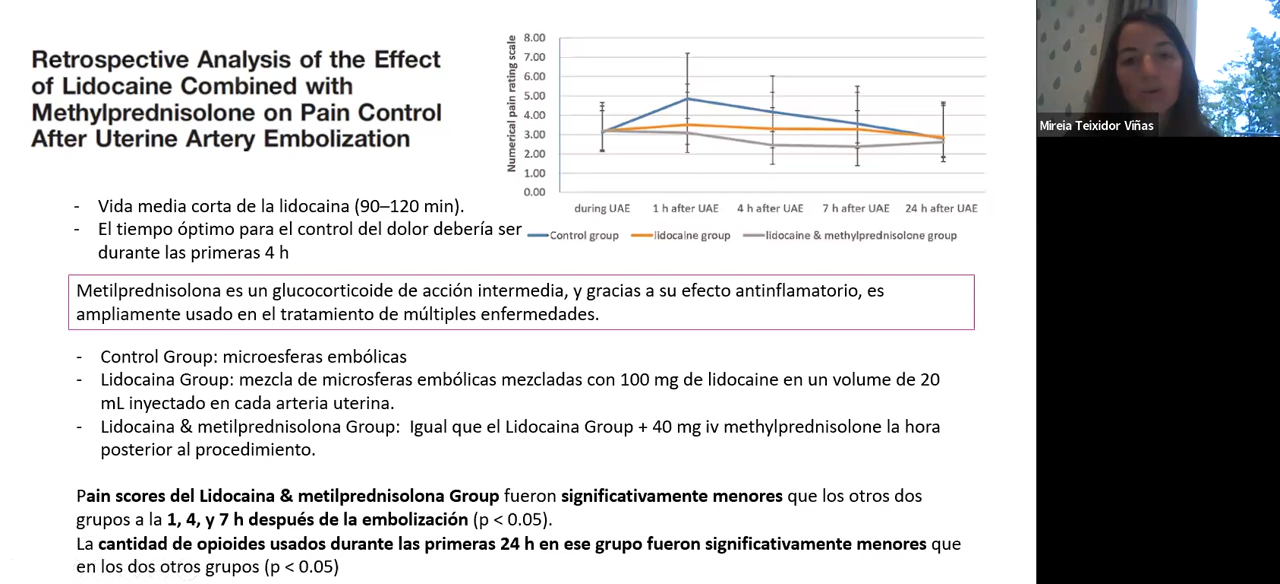 Retrospective Analysis of the Effect
of Lidocaine Combined with
Methylprednisolone on Pain Control
After Uterine Artery Embolization
Numerical pain rating scale
8.00
7.00
6.00
5.00
4.00
3.00
2.00
1.00
0.00
during UAE 1 h after UAE 4 h after UAE 7 h after UAE 24 h after UAE
Control group lidocaine group lidocaine & methylprednisolone group
Mireia Teixidor Viñas
- Vida media corta de la lidocaina (90–120 min).
- El tiempo óptimo para el control del dolor debería ser
durante las primeras 4 h
Metilprednisolona es un glucocorticoide de acción intermedia, y gracias a su efecto antinflamatorio, es
ampliamente usado en el tratamiento de múltiples enfermedades.
- Control Group: microesferas embólicas
- Lidocaina Group: mezcla de microsferas embólicas mezcladas con 100 mg de lidocaine en un volume de 20
mL inyectado en cada arteria uterina.
- Lidocaina & metilprednisolona Group: Igual que el Lidocaina Group + 40 mg iv methylprednisolone la hora
posterior al procedimiento.
Pain scores del Lidocaina & metilprednisolona Group fueron significativamente menores que los otros dos
grupos a la 1, 4, y 7 h después de la embolización (p < 0.05).
La cantidad de opioides usados durante las primeras 24 h en ese grupo fueron significativamente menores que
en los dos otros grupos (p < 0.05)